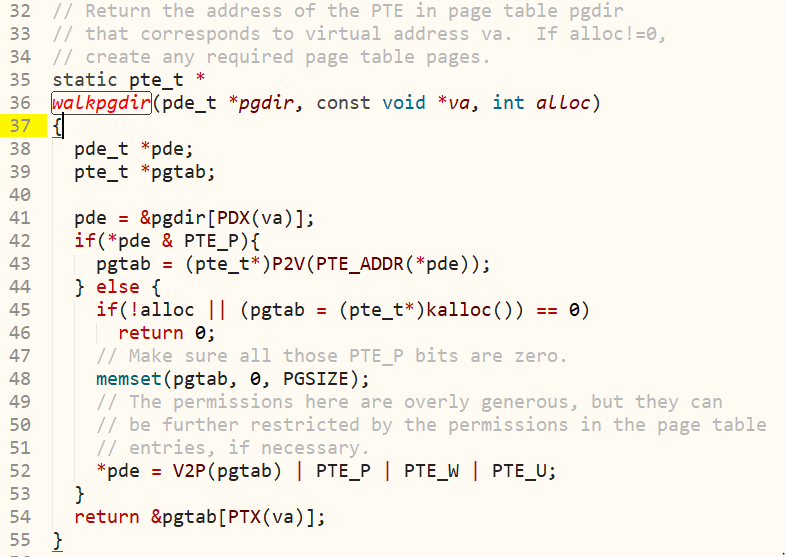 32 // Return the address of the PTE in page table pgdir
33 // that corresponds to virtual address va.  If alloc!=0,
34 // create any required page table pages.
35 static pte_t *
36 walkpgdir(pde_t *pgdir, const void *va, int alloc)
37 {
38   pde_t *pde;
39   pte_t *pgtab;
40
41   pde = &pgdir[PDX(va)];
42   if(*pde & PTE_P){
43     pgtab = (pte_t*)P2V(PTE_ADDR(*pde));
44   } else {
45     if(!alloc || (pgtab = (pte_t*)kalloc()) == 0)
46       return 0;
47     // Make sure all those PTE_P bits are zero.
48     memset(pgtab, 0, PGSIZE);
49     // The permissions here are overly generous, but they can
50     // be further restricted by the permissions in the page table
51     // entries, if necessary.
52     *pde = V2P(pgtab) | PTE_P | PTE_W | PTE_U;
53   }
54   return &pgtab[PTX(va)];
55 }